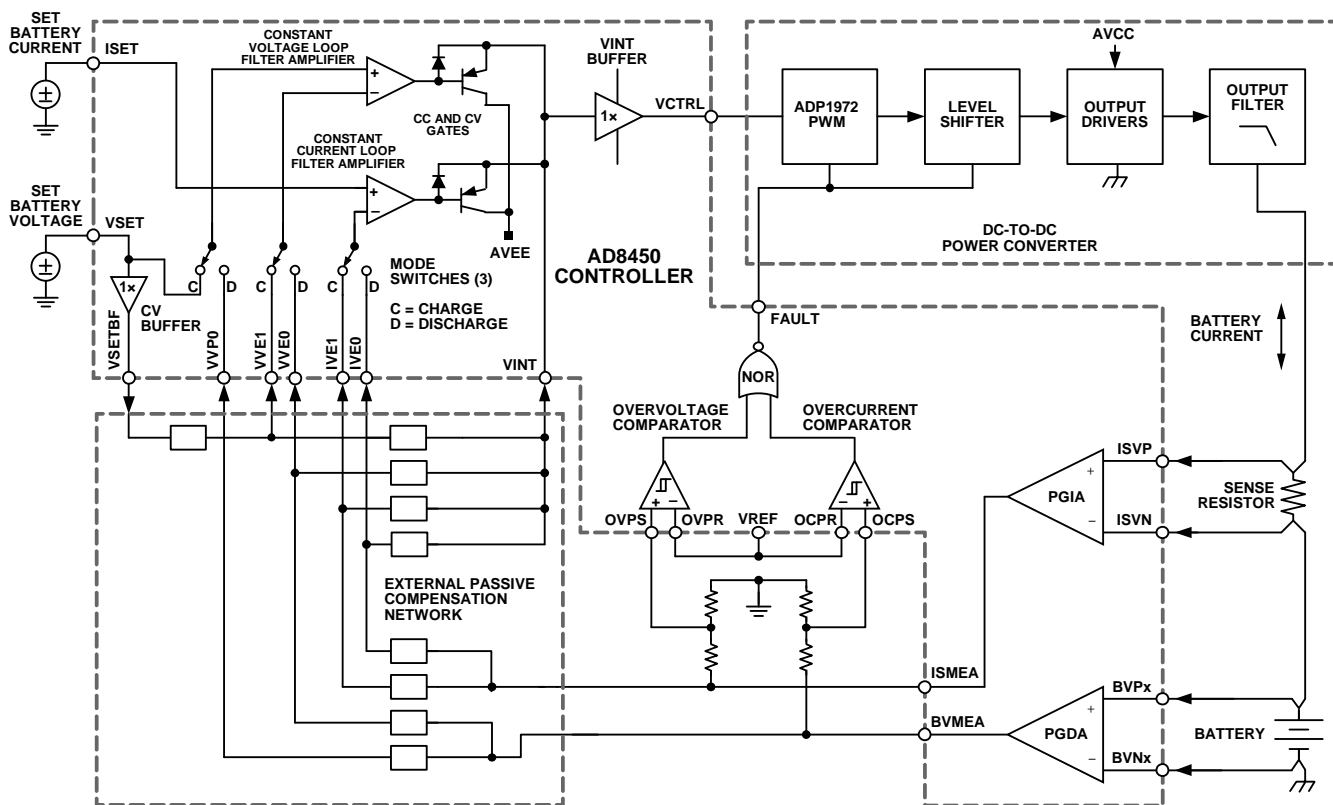 SET
BATTERY
CURRENT
ISET
CONSTANT
VOLTAGE LOOP
FILTER AMPLIFIER
+
−
CC AND CV
GATES
CONSTANT
CURRENT LOOP
FILTER AMPLIFIER
+
−
AVEE
VINT
BUFFER
1×
VCTRL
AVCC
ADP1972
PWM
LEVEL
SHIFTER
OUTPUT
DRIVERS
OUTPUT
FILTER
DC-TO-DC
POWER CONVERTER
SET
BATTERY
VOLTAGE
VSET
1×
CV
BUFFER
C
D
C
D
C
D
MODE
SWITCHES (3)
C = CHARGE
D = DISCHARGE
AD8450
CONTROLLER
VSETBF
VVP0
VVE1
VVE0
IVE1
IVE0
VINT
FAULT
NOR
BATTERY
CURRENT
OVERVOLTAGE
COMPARATOR
OVERCURRENT
COMPARATOR
+
−
−
+
OVPS
OVPR
VREF
OCPR
OCPS
PGIA
+
−
ISVP
ISVN
SENSE
RESISTOR
EXTERNAL PASSIVE
COMPENSATION
NETWORK
ISMEA
BVMEA
PGDA
+
−
BVPx
BVNx
BATTERY